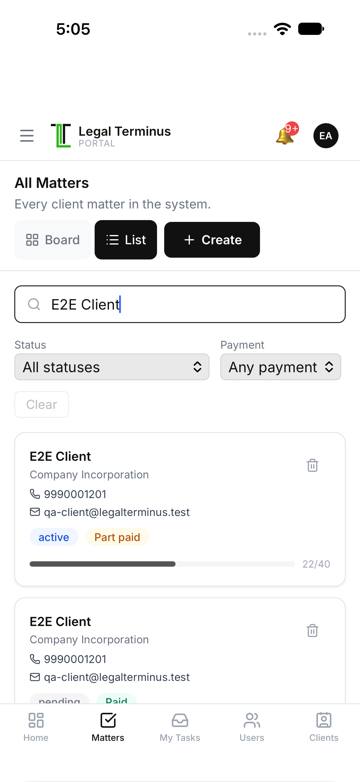 5:05
Legal Terminus
PORTAL
9+
EA
All Matters
Every client matter in the system.
Board
List
+ Create
E2E Client
Status
Payment
All statuses
Any payment
Clear
E2E Client
Company Incorporation
9990001201
qa-client@legalterminus.test
active
Part paid
22/40
E2E Client
Company Incorporation
9990001201
qa-client@legalterminus.test
pending
Paid
Home
Matters
My Tasks
Users
Clients